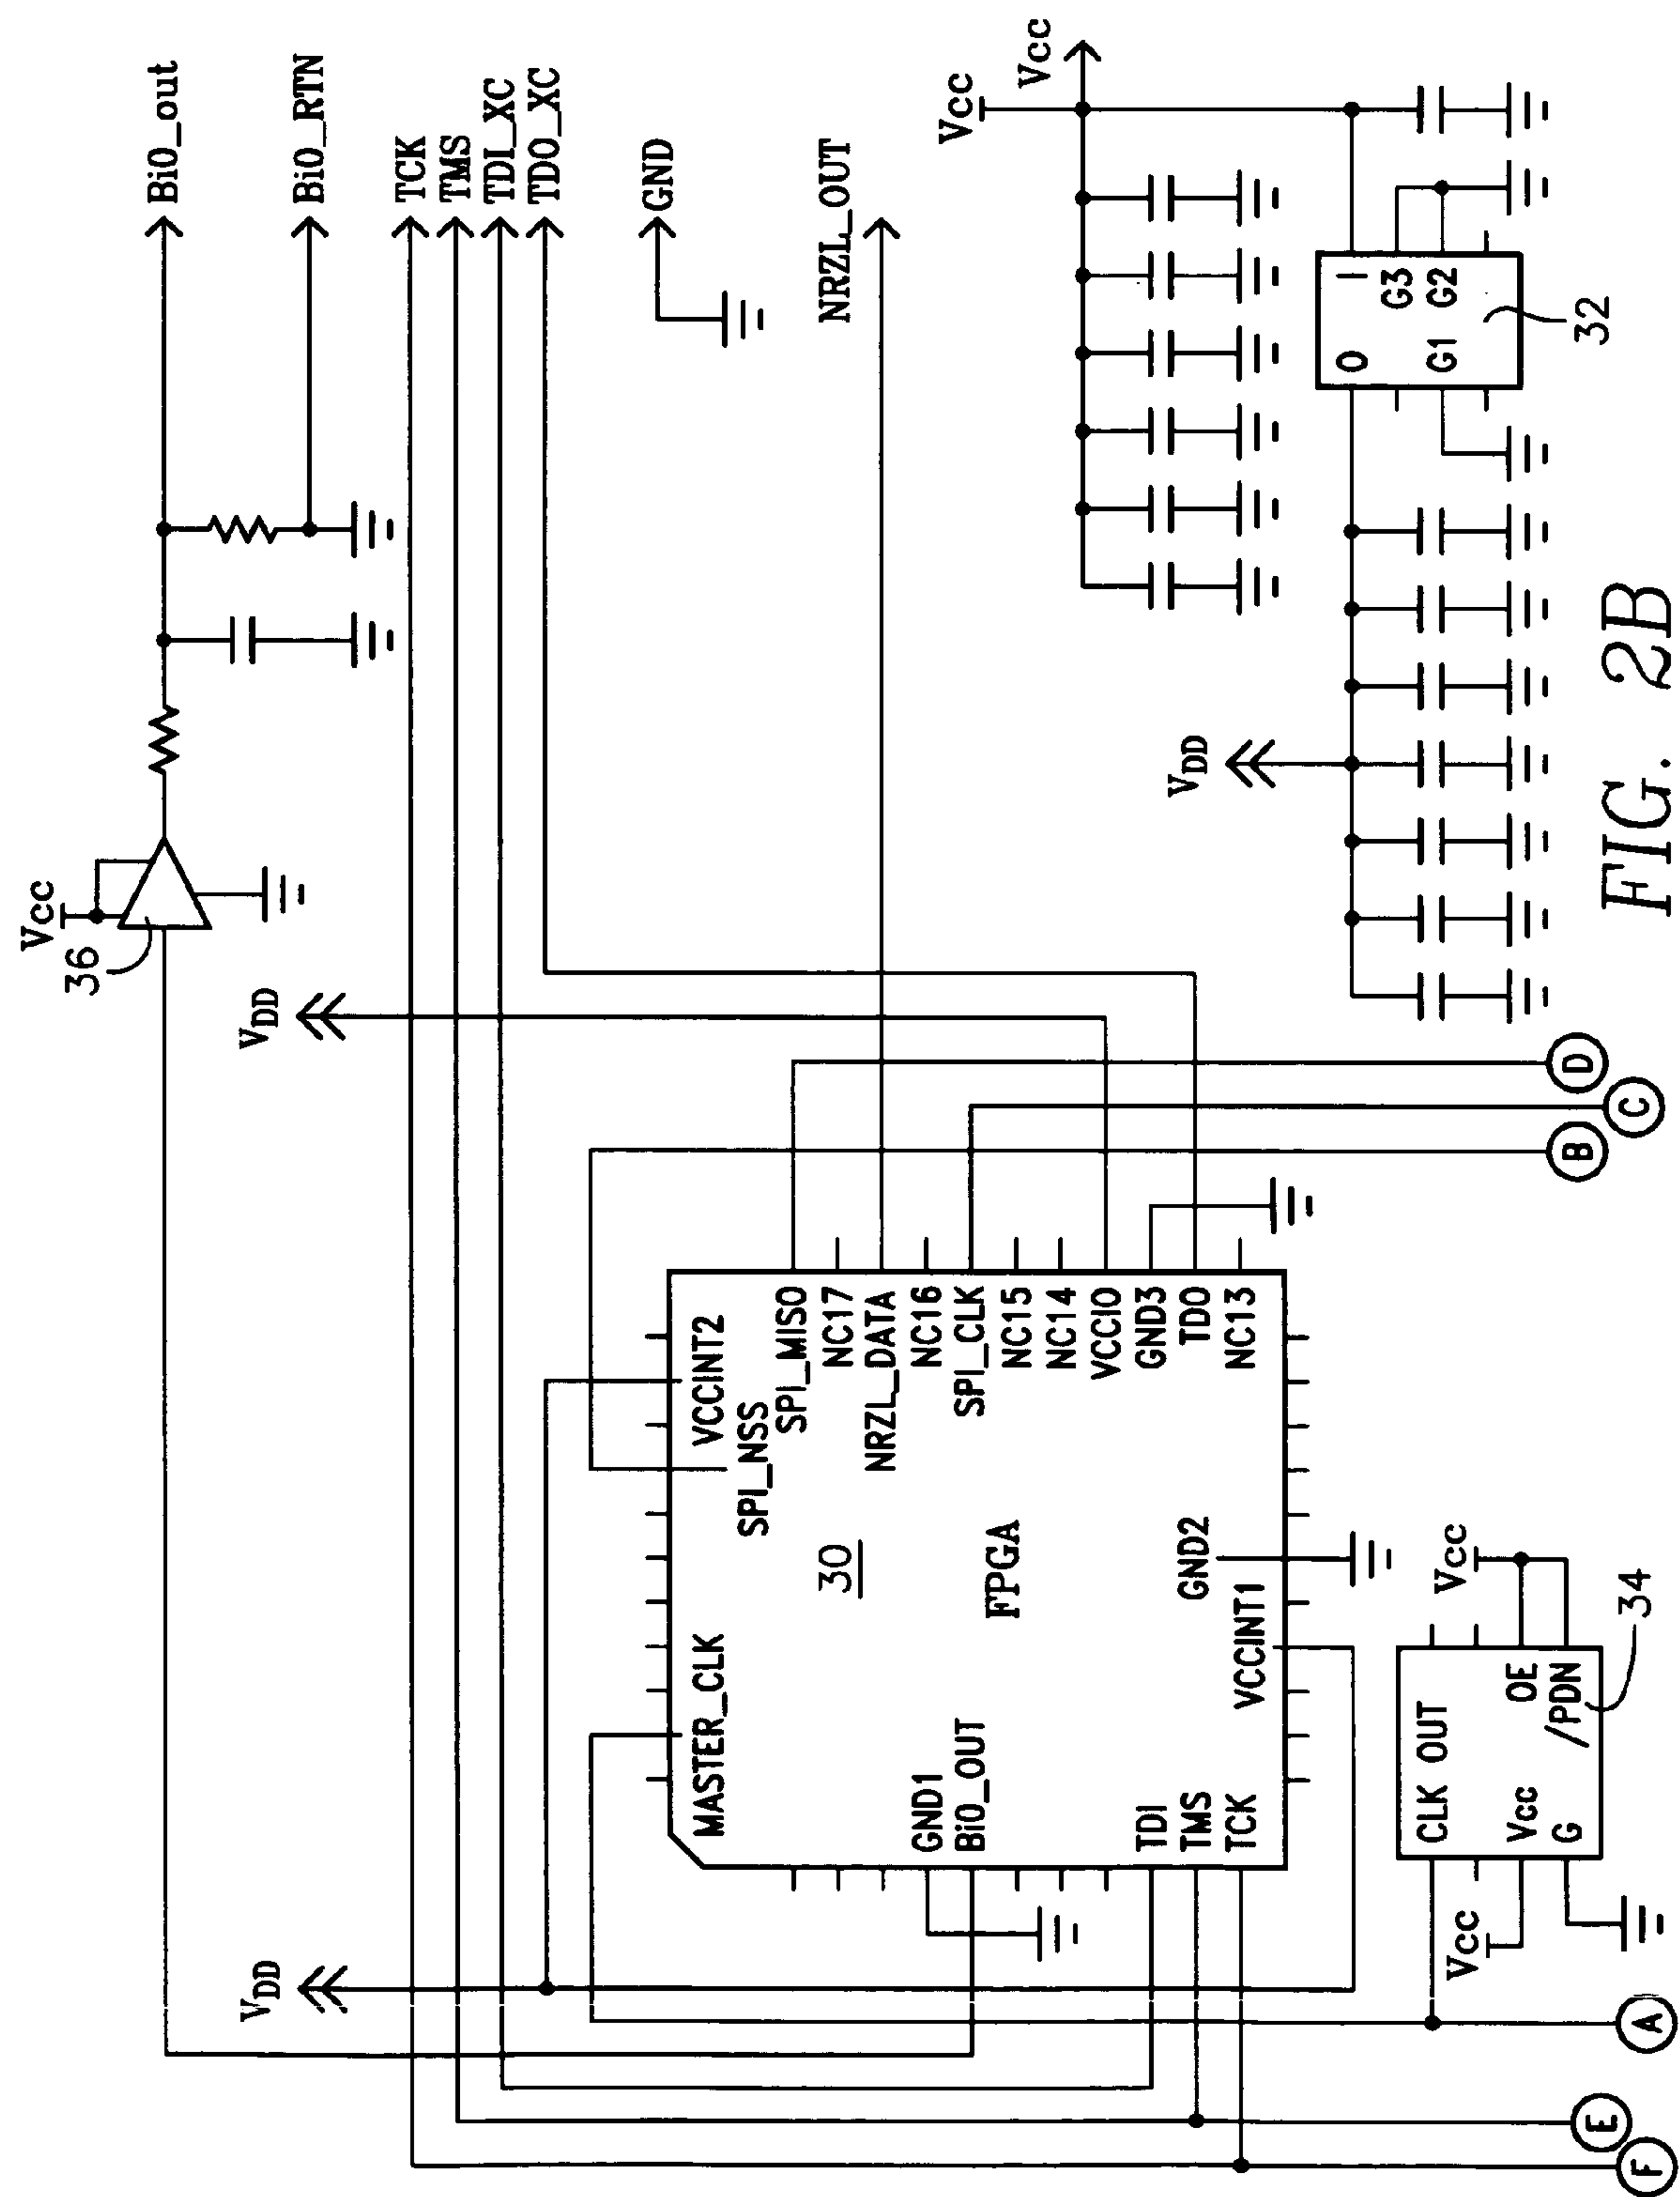 Vcc
36
BiO_out
BiO_RTN
TCK
TMS
TDI_XC
TDO_XC
GND
NRZL_OUT
VDD
VDD
MASTER_CLK
VCCINT2
SPI_NSS
SPI_MISO
NC17
NRZL_DATA
NC16
SPI_CLK
NC15
NC14
VCCIO
GND3
TDO
NC13
30
FPGA
GND1
BiO_OUT
TDI
TMS
TCK
GND2
VCCINT1
Vcc
Vcc
VDD
O
I
G3
G1
G2
32
CLK OUT
Vcc
OE
G
/PDN
Vcc
Vcc
34
F
E
A
B
C
D
FIG. 2B